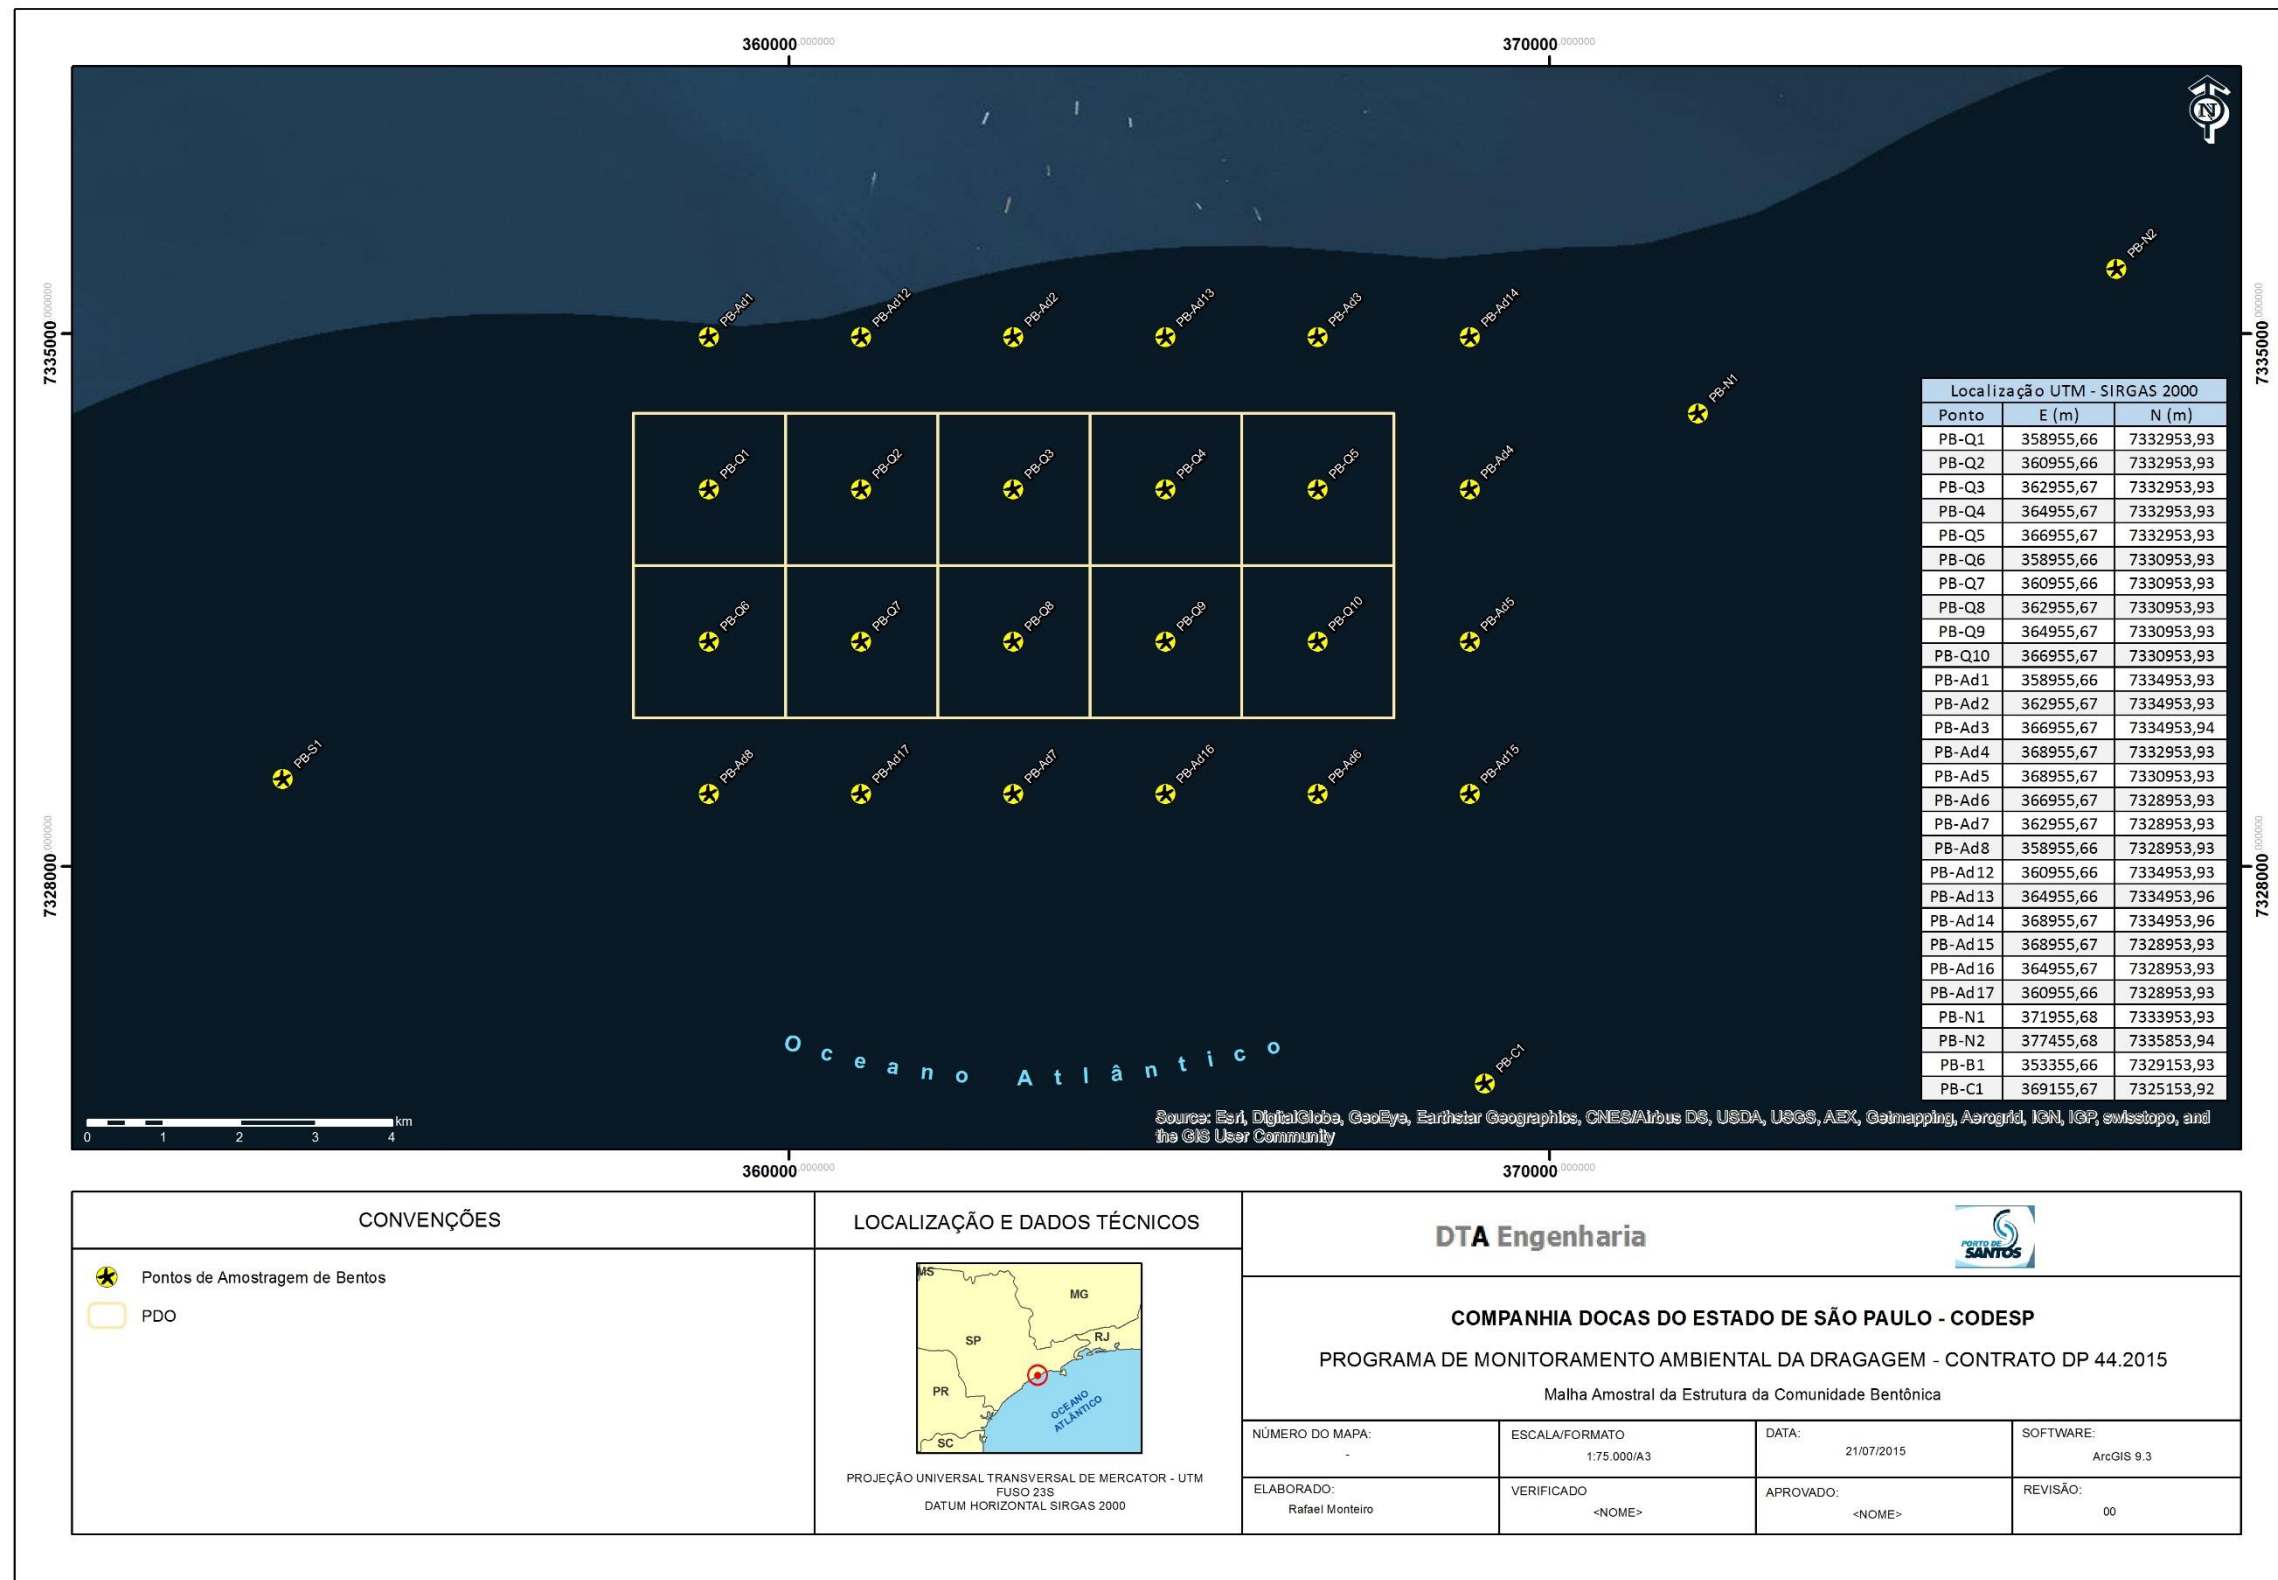 360000,000000 370000,000000
7335000,000000 7335000,000000
7328000,000000 7328000,000000
PB-N2
PB-Ad1 PB-Ad12 PB-Ad2 PB-Ad13 PB-Ad3 PB-Ad14
PB-N1
PB-Q1 PB-Q2 PB-Q3 PB-Q4 PB-Q5 PB-Ad4
PB-Q6 PB-Q7 PB-Q8 PB-Q9 PB-Q10 PB-Ad5
PB-S1 PB-Ad8 PB-Ad17 PB-Ad7 PB-Ad16 PB-Ad6 PB-Ad15
PB-C1
Oceano Atlântico
N
Localização UTM - SIRGAS 2000
Ponto E (m) N (m)
PB-Q1 358955,66 7332953,93
PB-Q2 360955,66 7332953,93
PB-Q3 362955,67 7332953,93
PB-Q4 364955,67 7332953,93
PB-Q5 366955,67 7332953,93
PB-Q6 358955,66 7330953,93
PB-Q7 360955,66 7330953,93
PB-Q8 362955,67 7330953,93
PB-Q9 364955,67 7330953,93
PB-Q10 366955,67 7330953,93
PB-Ad1 358955,66 7334953,93
PB-Ad2 362955,67 7334953,93
PB-Ad3 366955,67 7334953,94
PB-Ad4 368955,67 7332953,93
PB-Ad5 368955,67 7330953,93
PB-Ad6 366955,67 7328953,93
PB-Ad7 362955,67 7328953,93
PB-Ad8 358955,66 7328953,93
PB-Ad12 360955,66 7334953,93
PB-Ad13 364955,66 7334953,96
PB-Ad14 368955,67 7334953,96
PB-Ad15 368955,67 7328953,93
PB-Ad16 364955,67 7328953,93
PB-Ad17 360955,66 7328953,93
PB-N1 371955,68 7333953,93
PB-N2 377455,68 7335853,94
PB-B1 353355,66 7329153,93
PB-C1 369155,67 7325153,92
0 1 2 3 4 km
Source: Esri, DigitalGlobe, GeoEye, Earthstar Geographics, CNES/Airbus DS, USDA, USGS, AEX, Getmapping, Aerogrid, IGN, IGP, swisstopo, and
the GIS User Community
360000,000000 370000,000000
CONVENÇÕES
Pontos de Amostragem de Bentos
PDO
LOCALIZAÇÃO E DADOS TÉCNICOS
MS
MG
SP
RJ
PR
SC
OCEANO
ATLÂNTICO
PROJEÇÃO UNIVERSAL TRANSVERSAL DE MERCATOR - UTM
FUSO 23S
DATUM HORIZONTAL SIRGAS 2000
DTA Engenharia
PORTO DE
SANTOS
COMPANHIA DOCAS DO ESTADO DE SÃO PAULO - CODESP
PROGRAMA DE MONITORAMENTO AMBIENTAL DA DRAGAGEM - CONTRATO DP 44.2015
Malha Amostral da Estrutura da Comunidade Bentônica
NÚMERO DO MAPA:
-
ESCALA/FORMATO
1:75.000/A3
DATA:
21/07/2015
SOFTWARE:
ArcGIS 9.3
ELABORADO:
Rafael Monteiro
VERIFICADO
<NOME>
APROVADO:
<NOME>
REVISÃO:
00